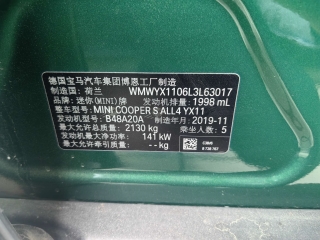 德国宝马汽车集团博恩工厂制造
制造国：荷兰 WMWYX1106L3L63017
品牌：迷你(MINI)牌 发动机排量：1998 mL
整车型号：MINI COOPER S ALL4 YX11
发动机型号：B48A20A 制造年月：2019-11
最大允许总质量：2130 kg 乘坐人数：5
发动机最大净功率：141 kW
最大允许牵引质量：-- kg